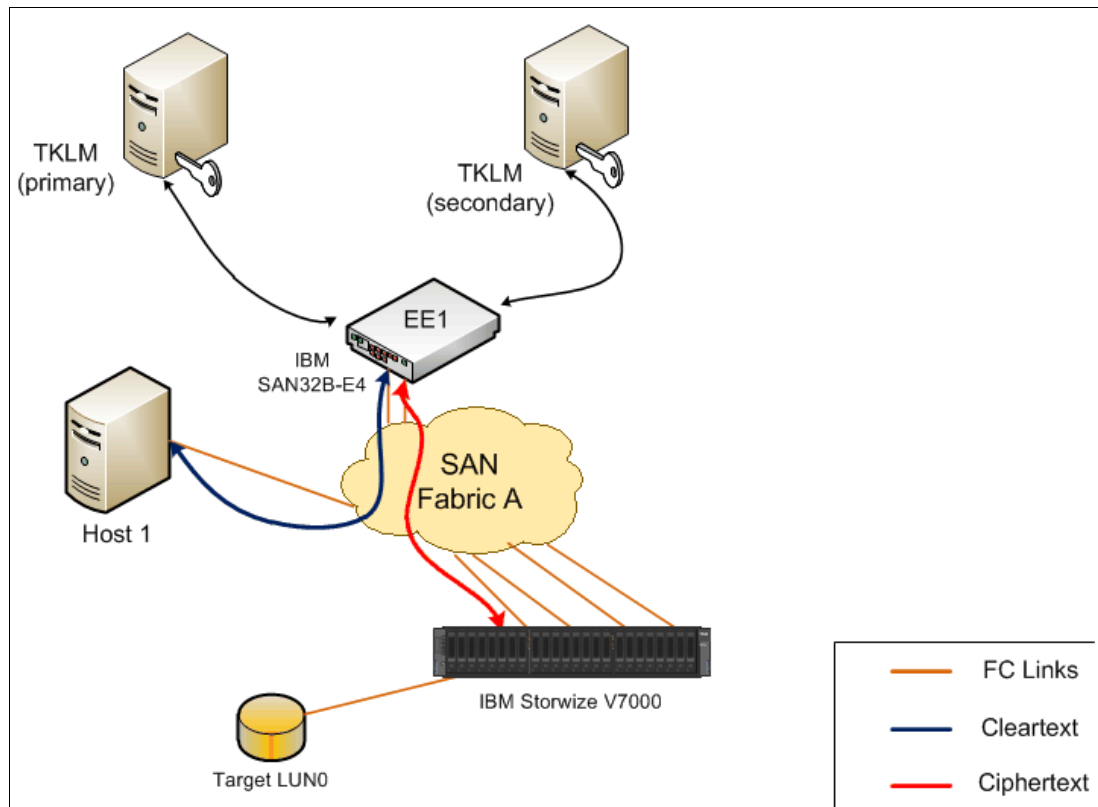 TKLM
(primary)
TKLM
(secondary)
EE1
IBM
SAN32B-E4
SAN
Fabric A
Host 1
IBM Storwize V7000
Target LUN0
FC Links
Cleartext
Ciphertext